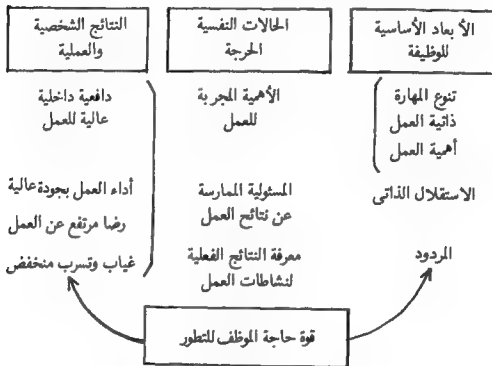 الأبعاد الأساسية
للوظيفة
الحالات النفسية
الحرجة
النتائج الشخصية
والعملية
تنوع المهارة
ذاتية العمل
أهمية العمل
الأهمية المجربة
للعمل
دافعية داخلية
عالية للعمل
الاستقلال الذاتى
المسئولية الممارسة
عن نتائج العمل
أداء العمل بجودة عالية
رضا مرتفع عن العمل
المردود
معرفة النتائج الفعلية
لنشاطات العمل
غياب وتسرب منخفض
قوة حاجة الموظف للتطور